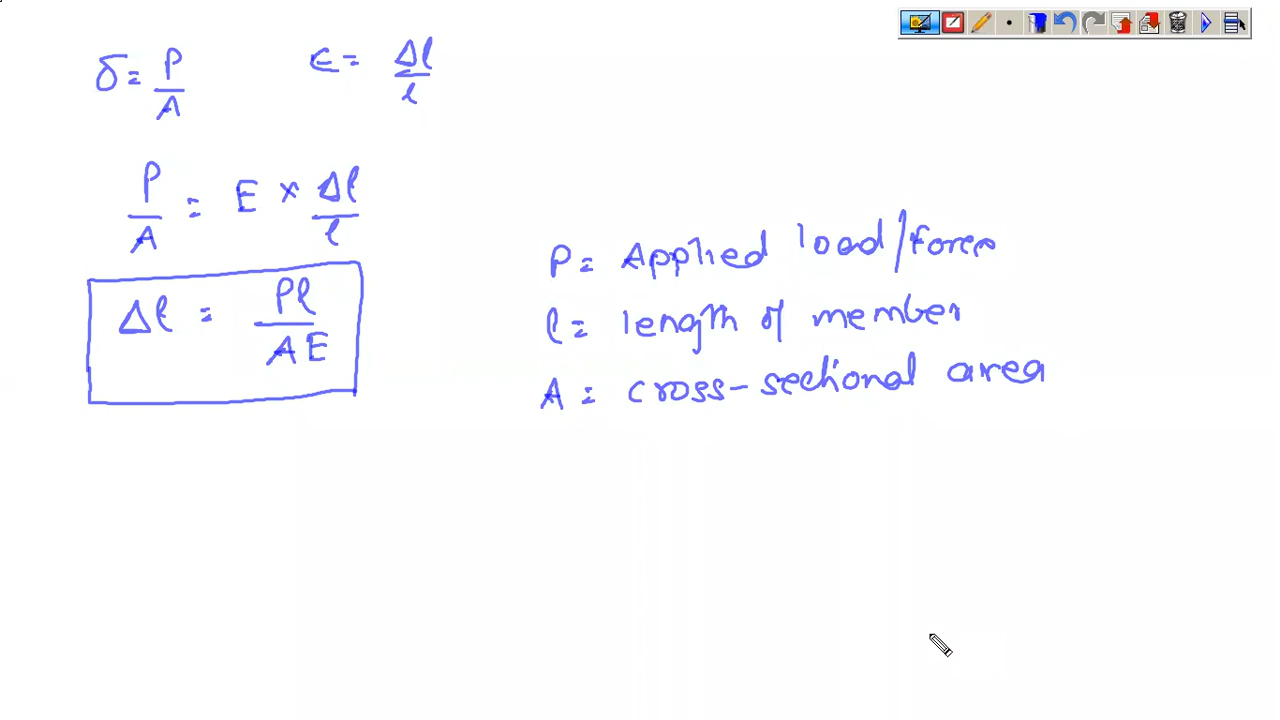 σ = P/A    ε = Δl/l
P/A = E × Δl/l
Δl = Pl/AE
P = Applied load/force
l = length of member
A = cross-sectional area